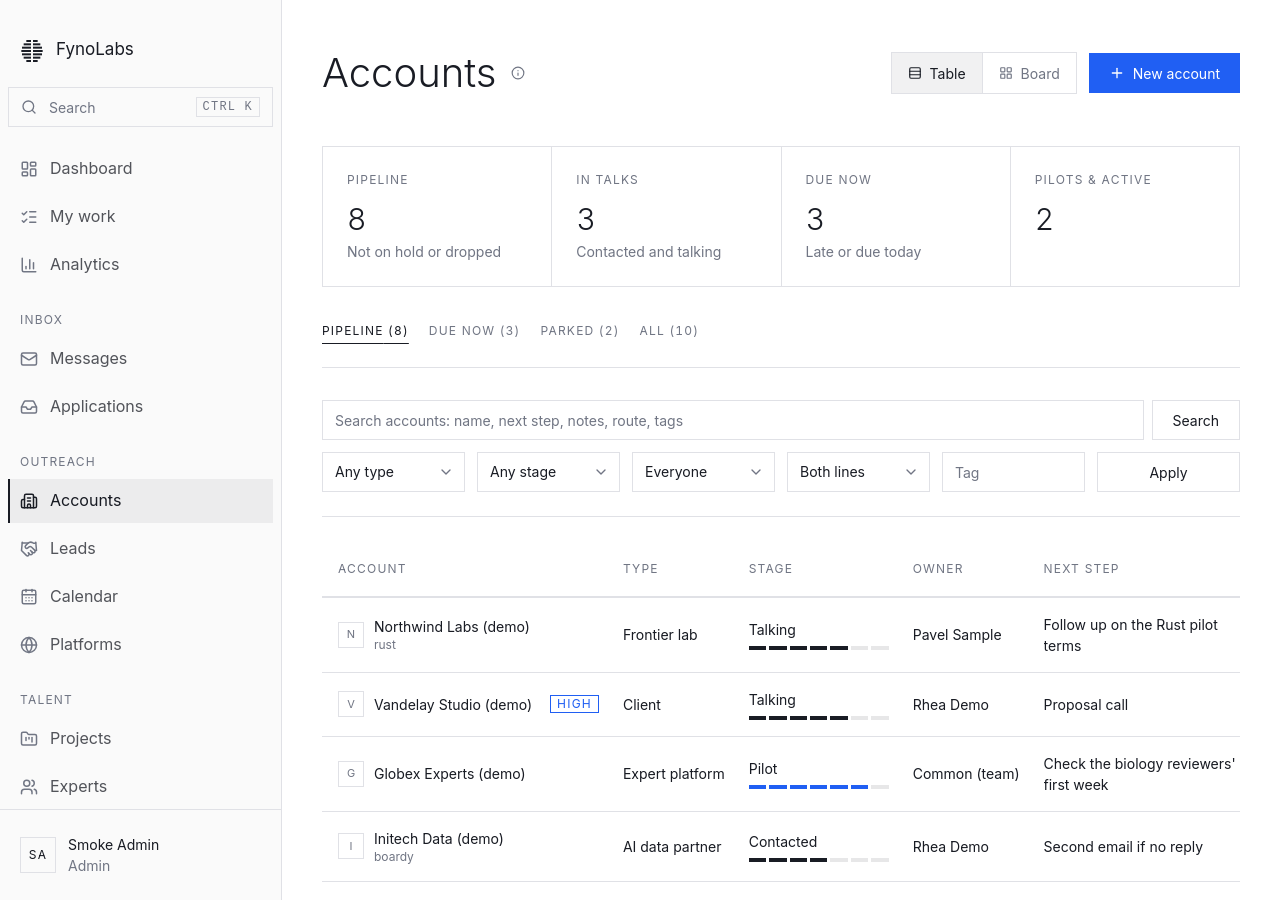 FynoLabs
Search CTRL K
Dashboard
My work
Analytics
INBOX
Messages
Applications
OUTREACH
Accounts
Leads
Calendar
Platforms
TALENT
Projects
Experts
SA Smoke Admin
Admin
Accounts
Table Board New account
PIPELINE
8
Not on hold or dropped
IN TALKS
3
Contacted and talking
DUE NOW
3
Late or due today
PILOTS & ACTIVE
2
PIPELINE (8) DUE NOW (3) PARKED (2) ALL (10)
Search accounts: name, next step, notes, route, tags Search
Any type Any stage Everyone Both lines Tag Apply
ACCOUNT TYPE STAGE OWNER NEXT STEP
N Northwind Labs (demo)
rust
Frontier lab Talking Pavel Sample Follow up on the Rust pilot
terms
V Vandelay Studio (demo) HIGH Client Talking Rhea Demo Proposal call
G Globex Experts (demo) Expert platform Pilot Common (team) Check the biology reviewers'
first week
I Initech Data (demo)
boardy
AI data partner Contacted Rhea Demo Second email if no reply